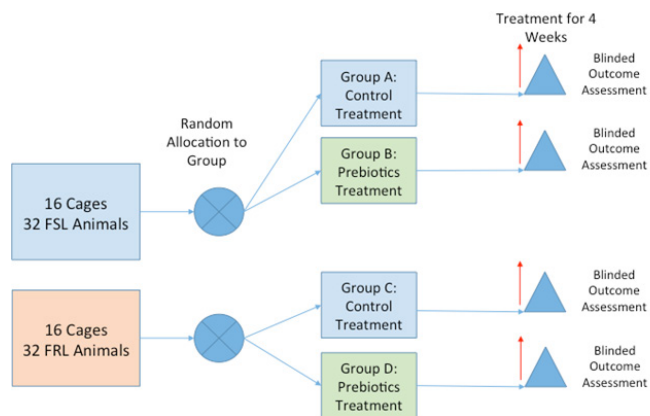 Treatment for 4
Weeks
Group A:
Control
Treatment
Blinded
Outcome
Assessment
Random
Allocation to
Group
Group B:
Prebiotics
Treatment
Blinded
Outcome
Assessment
16 Cages
32 FSL Animals
Group C:
Control
Treatment
Blinded
Outcome
Assessment
16 Cages
32 FRL Animals
Group D:
Prebiotics
Treatment
Blinded
Outcome
Assessment